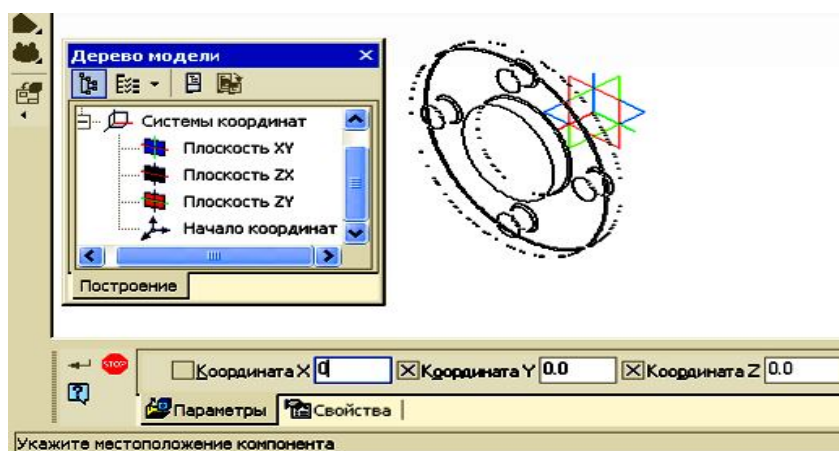 Дерево модели
Системы координат
Плоскость XY
Плоскость ZX
Плоскость ZY
Начало координат
Построение
STOP
Координата X 0
Координата Y 0.0
Координата Z 0.0
Параметры
Свойства
Укажите местоположение компонента